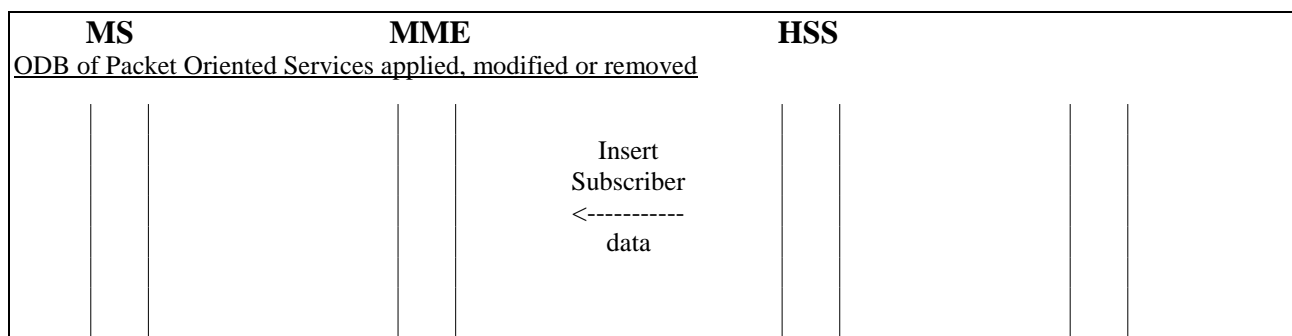 MS MME HSS
ODB of Packet Oriented Services applied, modified or removed
Insert
Subscriber
<-----------
data